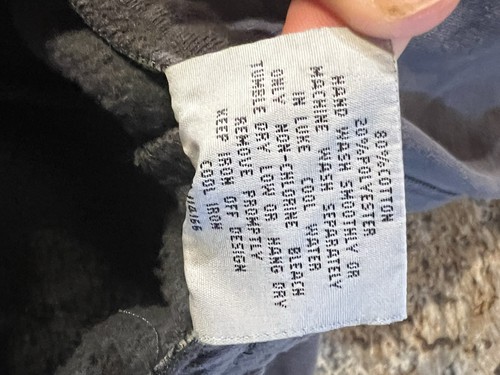 80%COTTON
20%POLYESTER
HAND WASH SMOOTHLY OR
MACHINE WASH SEPARATELY
IN LUKE COOL WATER
ONLY NON-CHLORINE BLEACH
TUMBLE DRY LOW OR HANG DRY
REMOVE PROMPTLY
KEEP IRON OFF DESIGN
COOL IRON